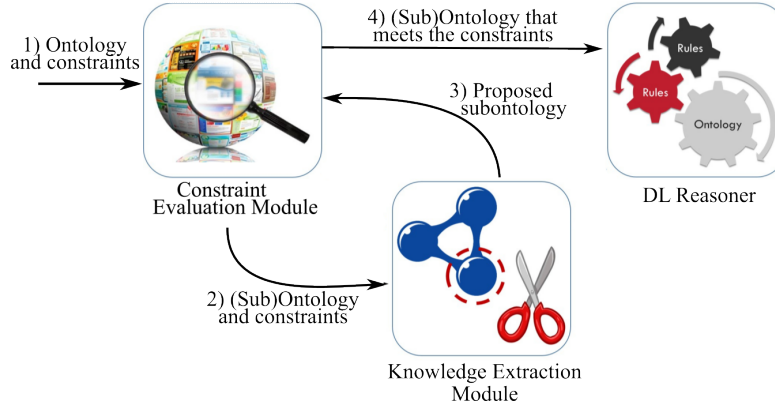 1) Ontology
and constraints
4) (Sub)Ontology that
meets the constraints
Rules
Rules
Ontology
3) Proposed
subontology
Constraint
Evaluation Module
DL Reasoner
2) (Sub)Ontology
and constraints
Knowledge Extraction
Module